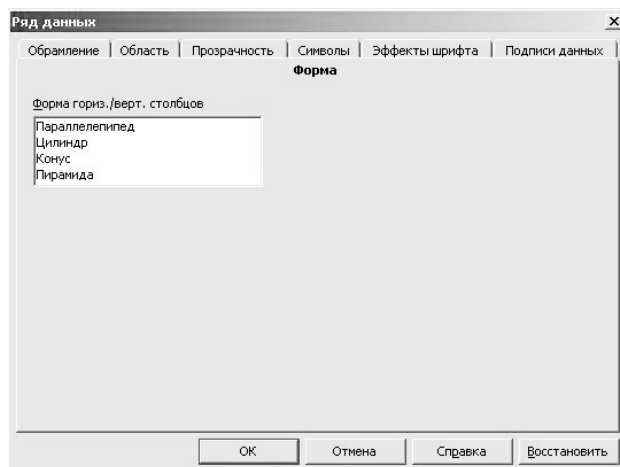 Ряд данных
Обрамление Область Прозрачность Символы Эффекты шрифта Подписи данных
Форма
Форма гориз./верт. столбцов
Параллелепипед
Цилиндр
Конус
Пирамида
ОК Отмена Справка Восстановить